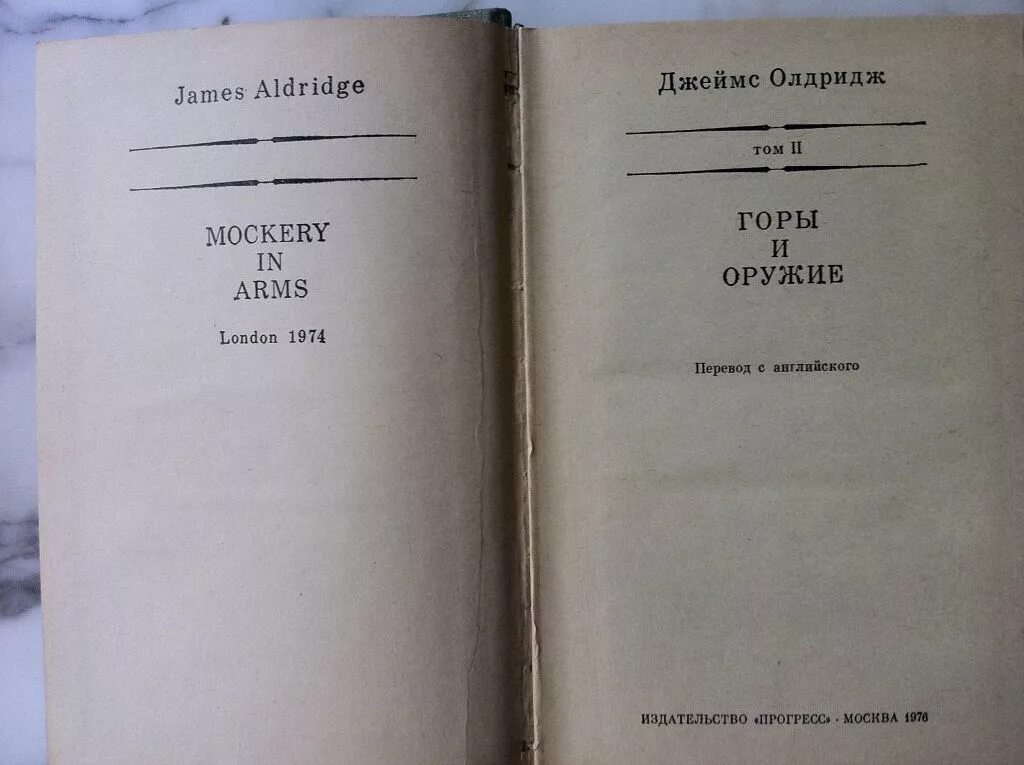 James Aldridge
MOCKERY
IN
ARMS
London 1974
Джеймс Олдридж
том II
ГОРЫ
И
ОРУЖИЕ
Перевод с английского
ИЗДАТЕЛЬСТВО «ПРОГРЕСС» · МОСКВА 1976